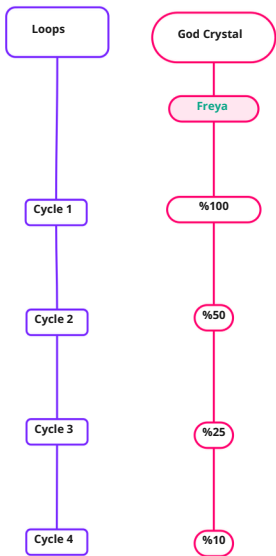 Loops
God Crystal
Freya
Cycle 1
%100
Cycle 2
%50
Cycle 3
%25
Cycle 4
%10